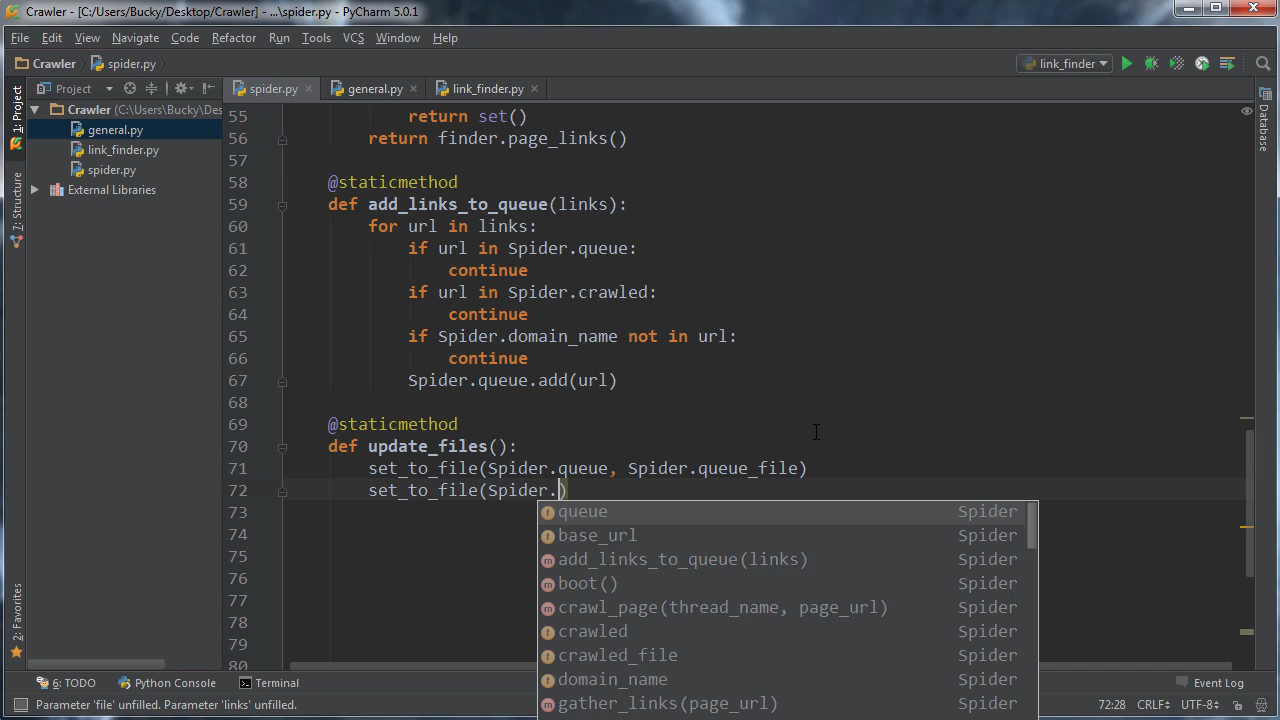 Crawler - [C:/Users/Bucky/Desktop/Crawler] - ...\spider.py - PyCharm 5.0.1
File Edit View Navigate Code Refactor Run Tools VCS Window Help
Crawler spider.py link_finder
1: Project
7: Structure
2: Favorites
Database
Project
Crawler (C:\Users\Bucky\Des
general.py
link_finder.py
spider.py
External Libraries
spider.py general.py link_finder.py
55 return set()
56 return finder.page_links()
57
58 @staticmethod
59 def add_links_to_queue(links):
60 for url in links:
61 if url in Spider.queue:
62 continue
63 if url in Spider.crawled:
64 continue
65 if Spider.domain_name not in url:
66 continue
67 Spider.queue.add(url)
68
69 @staticmethod
70 def update_files():
71 set_to_file(Spider.queue, Spider.queue_file)
72 set_to_file(Spider.)
73
74
75
76
77
78
79
80
f queue Spider
f base_url Spider
m add_links_to_queue(links) Spider
m boot() Spider
m crawl_page(thread_name, page_url) Spider
f crawled Spider
f crawled_file Spider
f domain_name Spider
m gather_links(page_url) Spider
6: TODO Python Console Terminal Event Log
Parameter 'file' unfilled. Parameter 'links' unfilled. 72:28 CRLF÷ UTF-8÷